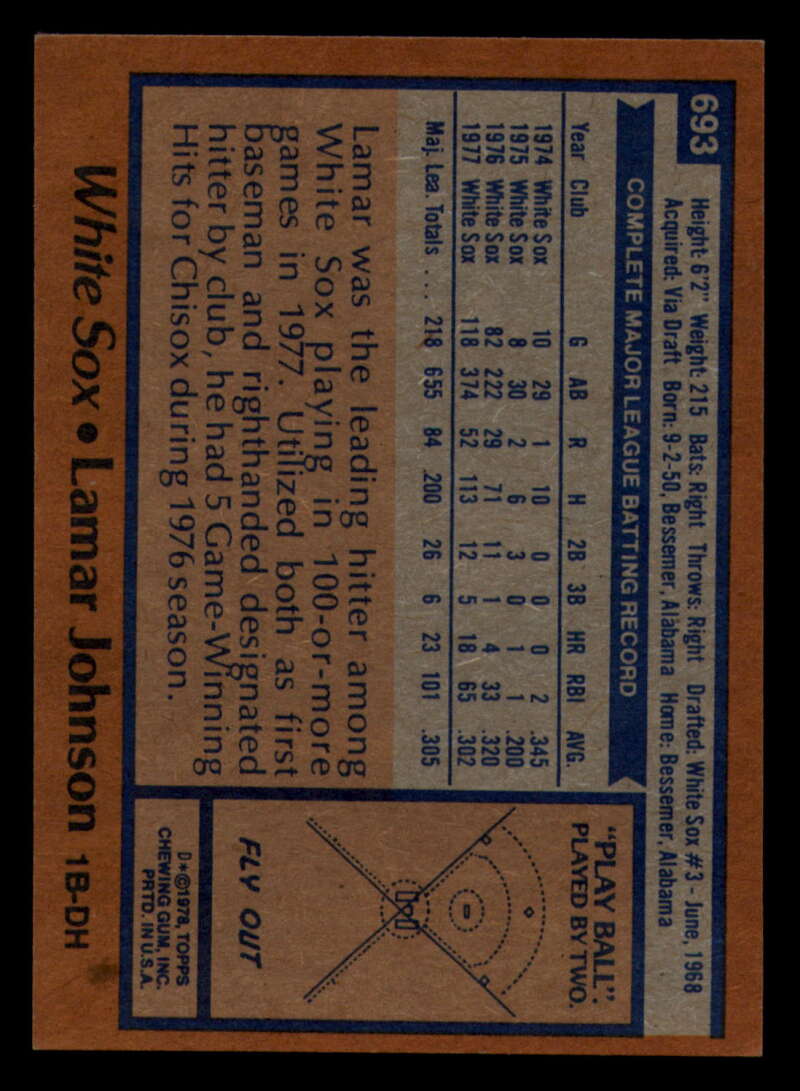 693
Height: 6'2" Weight: 215 Bats: Right Throws: Right Drafted: White Sox #3 - June, 1968
Acquired: Via Draft Born: 9-2-50, Bessemer, Alabama Home: Bessemer, Alabama
COMPLETE MAJOR LEAGUE BATTING RECORD
Year Club G AB R H 2B 3B HR RBI AVG.
1974 White Sox 10 29 1 10 0 0 0 2 .345
1975 White Sox 8 30 2 6 3 0 1 1 .200
1976 White Sox 82 222 29 71 11 1 4 33 .320
1977 White Sox 118 374 52 113 12 5 18 65 .302
Maj. Lea. Totals ... 218 655 84 200 26 6 23 101 .305
Lamar was the leading hitter among
White Sox playing in 100-or-more
games in 1977. Utilized both as first
baseman and righthanded designated
hitter by club, he had 5 Game-Winning
Hits for Chisox during 1976 season.
"PLAY BALL":
PLAYED BY TWO.
FLY OUT
D*©1978, TOPPS
CHEWING GUM, INC.
PRTD. IN U.S.A.
White Sox • Lamar Johnson 1B-DH